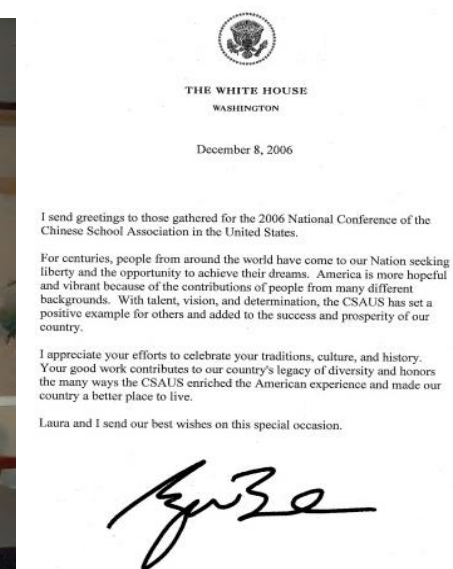 THE WHITE HOUSE
WASHINGTON
December 8, 2006
I send greetings to those gathered for the 2006 National Conference of the
Chinese School Association in the United States.
For centuries, people from around the world have come to our Nation seeking
liberty and the opportunity to achieve their dreams.  America is more hopeful
and vibrant because of the contributions of people from many different
backgrounds.  With talent, vision, and determination, the CSAUS has set a
positive example for others and added to the success and prosperity of our
country.
I appreciate your efforts to celebrate your traditions, culture, and history.
Your good work contributes to our country's legacy of diversity and honors
the many ways the CSAUS enriched the American experience and made our
country a better place to live.
Laura and I send our best wishes on this special occasion.